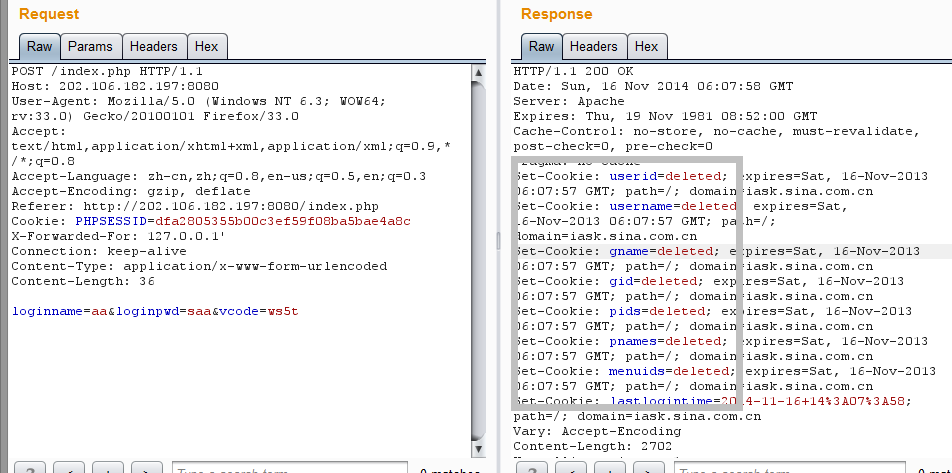 Request
Raw Params Headers Hex
POST /index.php HTTP/1.1
Host: 202.106.182.197:8080
User-Agent: Mozilla/5.0 (Windows NT 6.3; WOW64;
rv:33.0) Gecko/20100101 Firefox/33.0
Accept:
text/html,application/xhtml+xml,application/xml;q=0.9,*
/*;q=0.8
Accept-Language: zh-cn,zh;q=0.8,en-us;q=0.5,en;q=0.3
Accept-Encoding: gzip, deflate
Referer: http://202.106.182.197:8080/index.php
Cookie: PHPSESSID=dfa2805355b00c3ef59f08ba5bae4a8c
X-Forwarded-For: 127.0.0.1'
Connection: keep-alive
Content-Type: application/x-www-form-urlencoded
Content-Length: 36
loginname=aa&loginpwd=saa&vcode=ws5t
? < + > Type a search term 0 matches
Response
Raw Headers Hex
HTTP/1.1 200 OK
Date: Sun, 16 Nov 2014 06:07:58 GMT
Server: Apache
Expires: Thu, 19 Nov 1981 08:52:00 GMT
Cache-Control: no-store, no-cache, must-revalidate,
post-check=0, pre-check=0
Pragma: no-cache
Set-Cookie: userid=deleted; expires=Sat, 16-Nov-2013
06:07:57 GMT; path=/; domain=iask.sina.com.cn
Set-Cookie: username=deleted; expires=Sat,
16-Nov-2013 06:07:57 GMT; path=/;
domain=iask.sina.com.cn
Set-Cookie: gname=deleted; expires=Sat, 16-Nov-2013
06:07:57 GMT; path=/; domain=iask.sina.com.cn
Set-Cookie: gid=deleted; expires=Sat, 16-Nov-2013
06:07:57 GMT; path=/; domain=iask.sina.com.cn
Set-Cookie: pids=deleted; expires=Sat, 16-Nov-2013
06:07:57 GMT; path=/; domain=iask.sina.com.cn
Set-Cookie: pnames=deleted; expires=Sat, 16-Nov-2013
06:07:57 GMT; path=/; domain=iask.sina.com.cn
Set-Cookie: menuids=deleted; expires=Sat, 16-Nov-2013
06:07:57 GMT; path=/; domain=iask.sina.com.cn
Set-Cookie: lastlogintime=2014-11-16+14%3A07%3A58;
path=/; domain=iask.sina.com.cn
Vary: Accept-Encoding
Content-Length: 2702
? < + > Type a search term